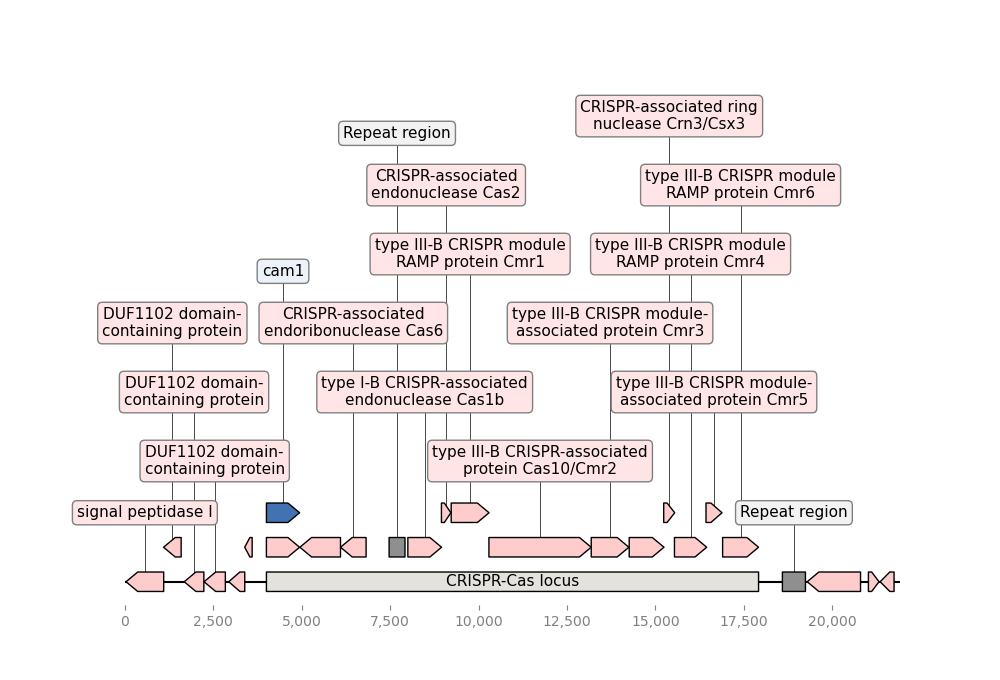 CRISPR-associated ring
nuclease Crn3/Csx3
Repeat region
CRISPR-associated
endonuclease Cas2
type III-B CRISPR module
RAMP protein Cmr6
type III-B CRISPR module
RAMP protein Cmr1
type III-B CRISPR module
RAMP protein Cmr4
cam1
DUF1102 domain-
containing protein
CRISPR-associated
endoribonuclease Cas6
type III-B CRISPR module-
associated protein Cmr3
DUF1102 domain-
containing protein
type I-B CRISPR-associated
endonuclease Cas1b
type III-B CRISPR module-
associated protein Cmr5
DUF1102 domain-
containing protein
type III-B CRISPR-associated
protein Cas10/Cmr2
signal peptidase I
Repeat region
CRISPR-Cas locus
0
2,500
5,000
7,500
10,000
12,500
15,000
17,500
20,000